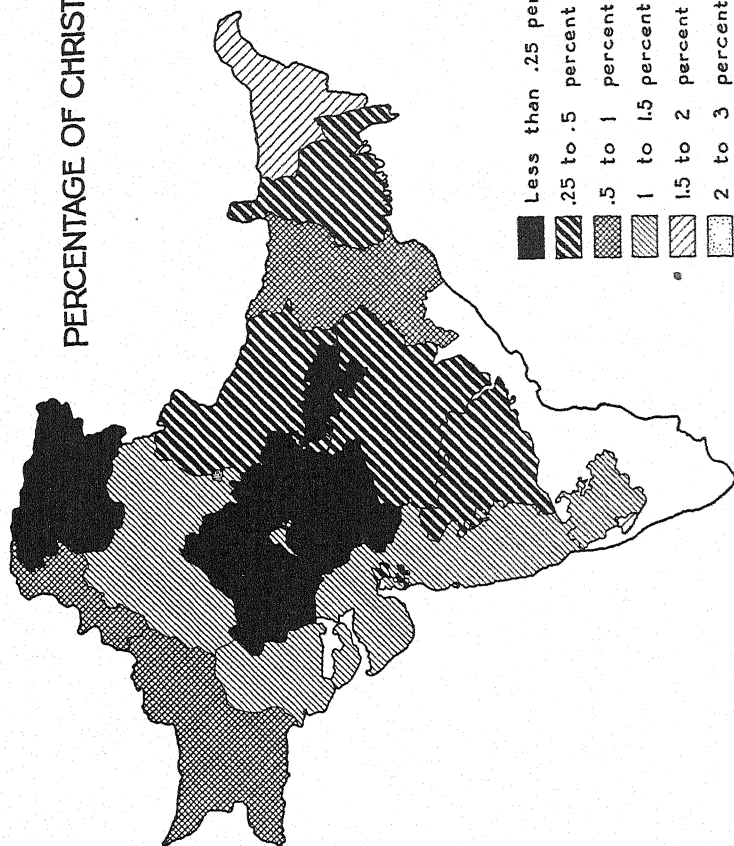 PERCENTAGE OF CHRIST
Less than .25 per
.25 to .5 percent
.5 to 1 percent
1 to 1.5 percent
1.5 to 2 percent
2 to 3 percent